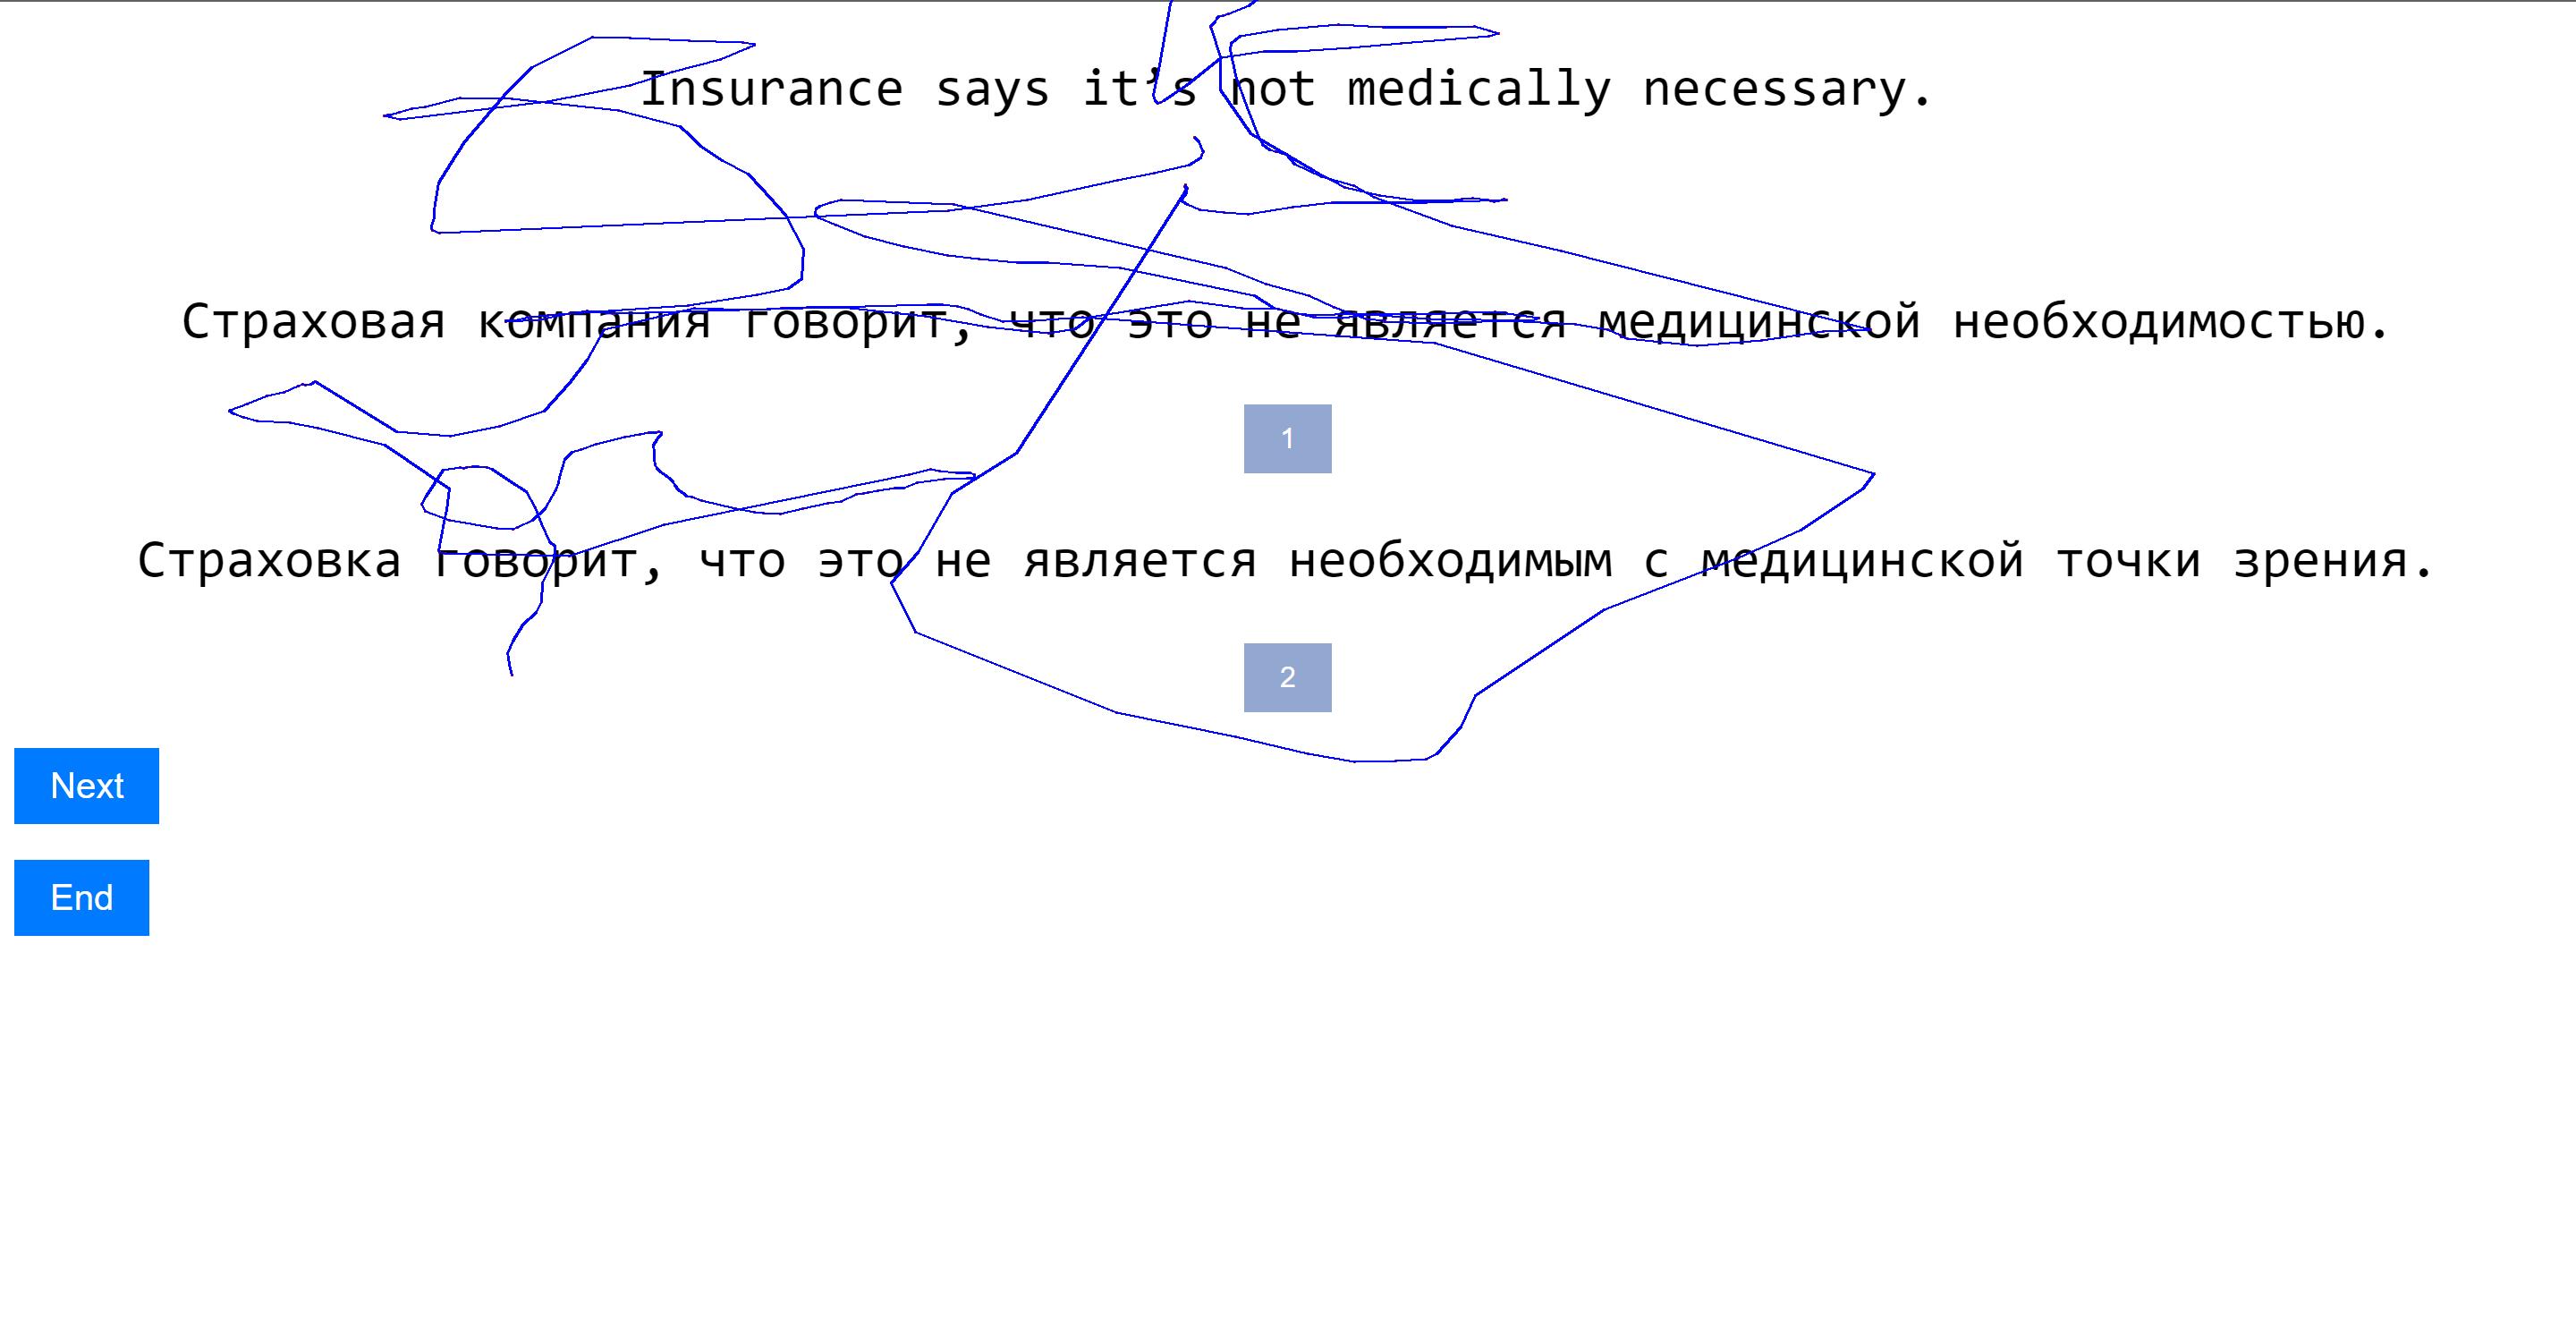 Insurance says it's not medically necessary.
Страховая компания говорит, что это не является медицинской необходимостью.
1
Страховка говорит, что это не является необходимым с медицинской точки зрения.
2
Next
End